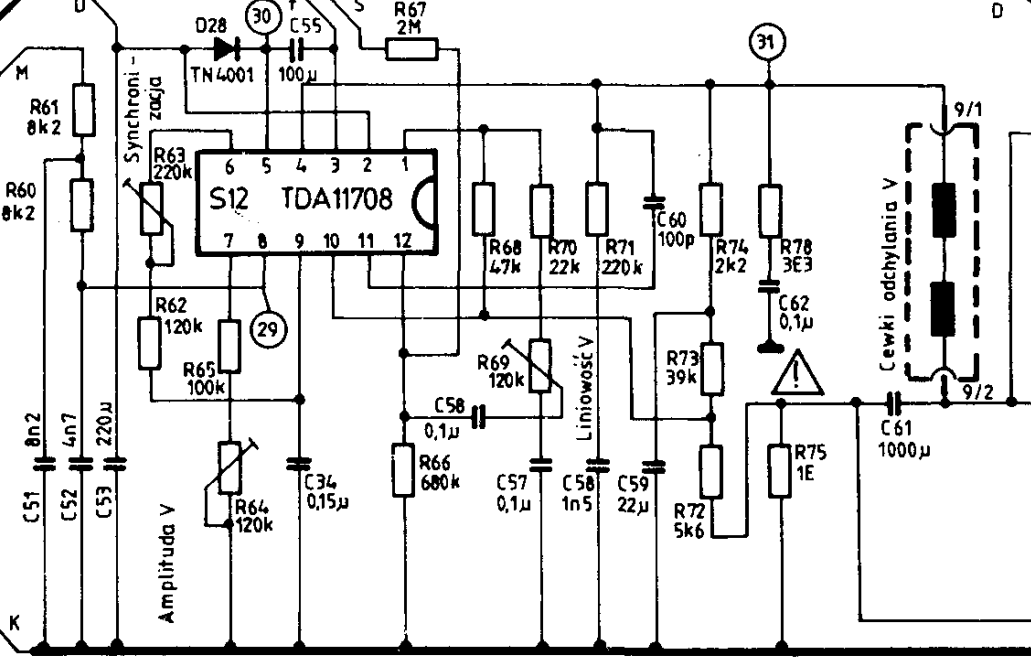 D
30
T
S
R67
2M
D
D28
C55
TN4001
100µ
31
M
R61
8k2
Synchroni-
zacja
9/1
R63
220k
6
5
4
3
2
1
R60
8k2
S12
TDA11708
C60
100p
7
8
9
10
11
12
R68
47k
R70
22k
R71
220k
R74
2k2
R78
3E3
Cewki odchylania V
R62
120k
29
C62
0,1µ
R65
100k
R69
120k
Liniowość V
R73
39k
!
9/2
C58
0,1µ
8n2
4n7
220µ
C61
1000µ
C51
C52
C53
R64
120k
C34
0,15µ
R66
680k
C57
0,1µ
C58
1n5
C59
22µ
R72
5k6
R75
1E
Amplituda V
K